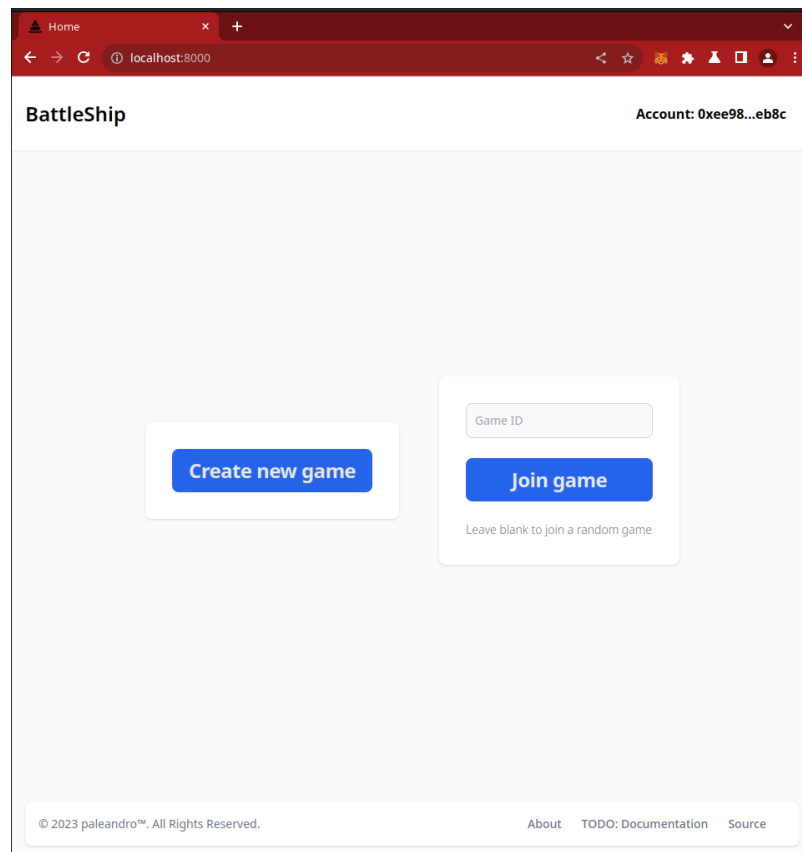 Home
localhost:8000
BattleShip
Account: 0xee98...eb8c
Create new game
Game ID
Join game
Leave blank to join a random game
© 2023 paleandro™. All Rights Reserved.
About TODO: Documentation Source